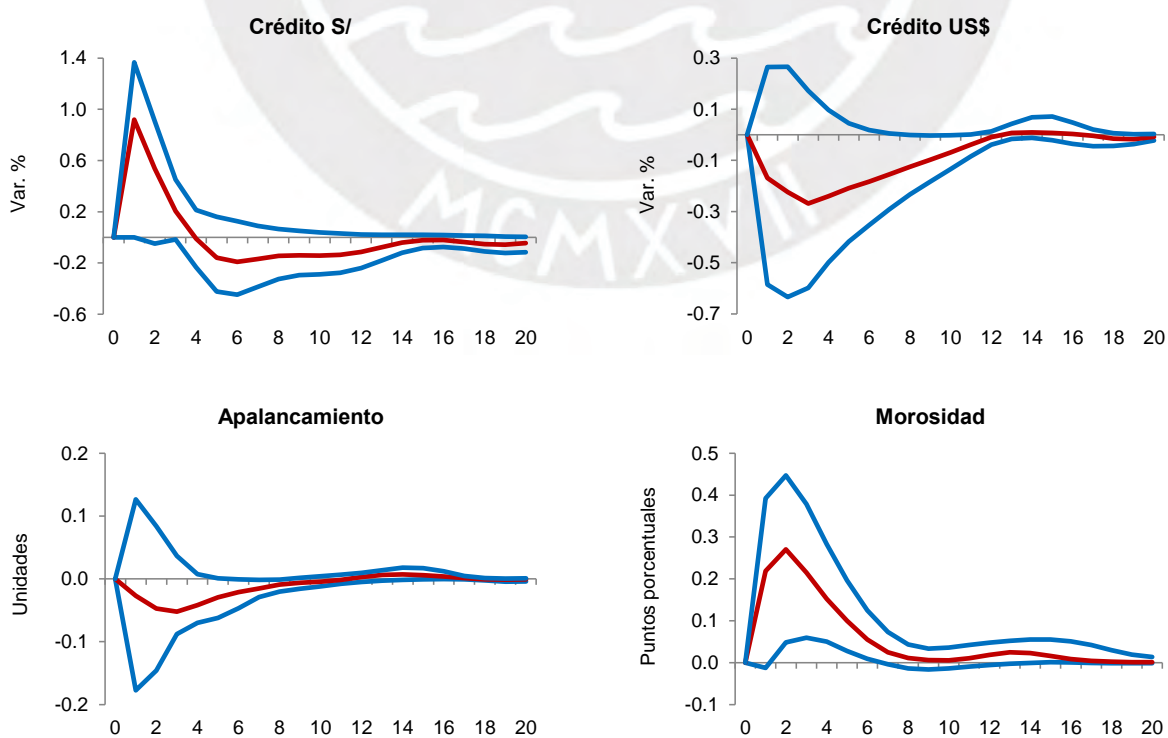 Crédito S/
Var. %
1.4
1.0
0.6
0.2
-0.2
-0.6
0 2 4 6 8 10 12 14 16 18 20
Crédito US$
Var. %
0.3
0.1
-0.1
-0.3
-0.5
-0.7
0 2 4 6 8 10 12 14 16 18 20
MCMXVII
Apalancamiento
Unidades
0.2
0.1
0.0
-0.1
-0.2
0 2 4 6 8 10 12 14 16 18 20
Morosidad
Puntos porcentuales
0.5
0.4
0.3
0.2
0.1
0.0
-0.1
0 2 4 6 8 10 12 14 16 18 20